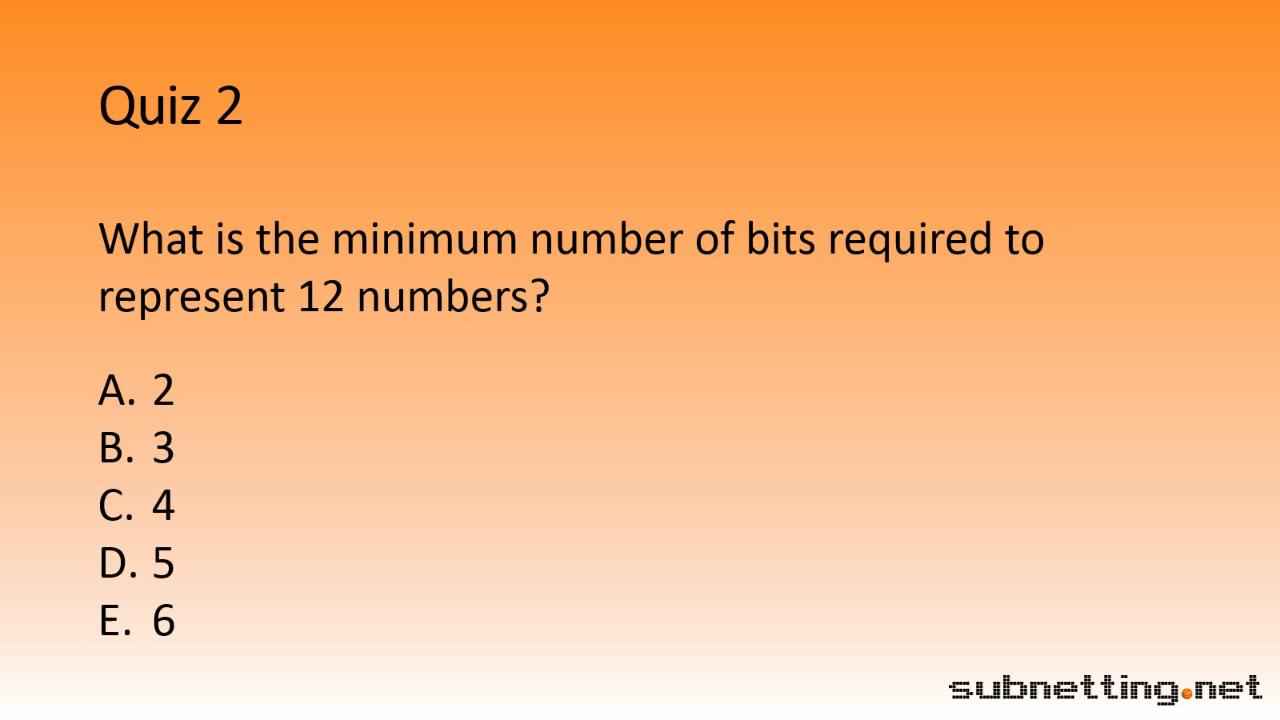 Quiz 2
What is the minimum number of bits required to
represent 12 numbers?
A. 2
B. 3
C. 4
D. 5
E. 6
subnetting.net